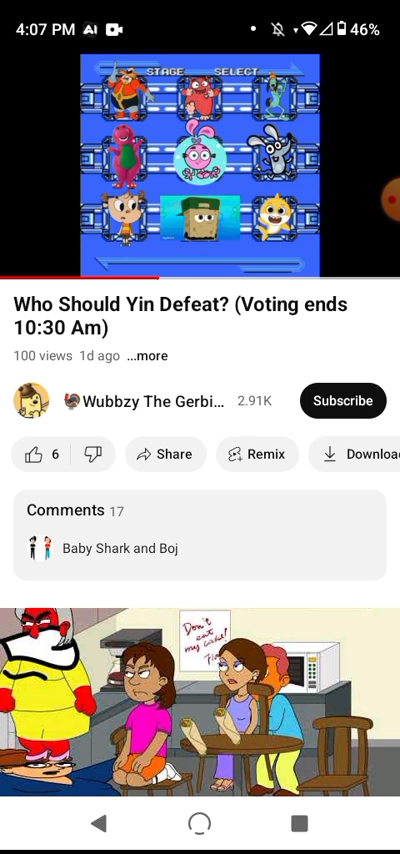 4:07 PM AI 46%
STAGE SELECT
Who Should Yin Defeat? (Voting ends
10:30 Am)
100 views 1d ago ...more
🦃Wubbzy The Gerbi... 2.91K Subscribe
6 Share Remix Downloa
Comments 17
Baby Shark and Boj
Don't
eat
my cake!